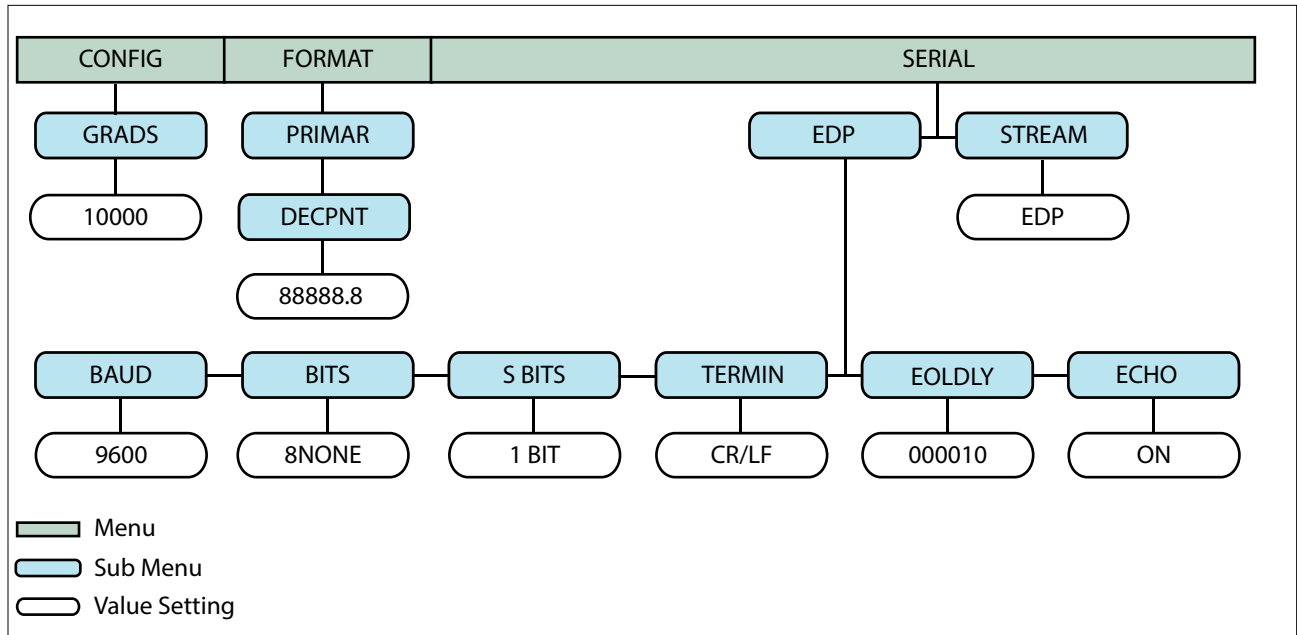 CONFIG FORMAT SERIAL
GRADS PRIMAR EDP STREAM
10000 DECPNT EDP
88888.8
BAUD BITS S BITS TERMIN EOLDLY ECHO
9600 8NONE 1 BIT CR/LF 000010 ON
Menu
Sub Menu
Value Setting